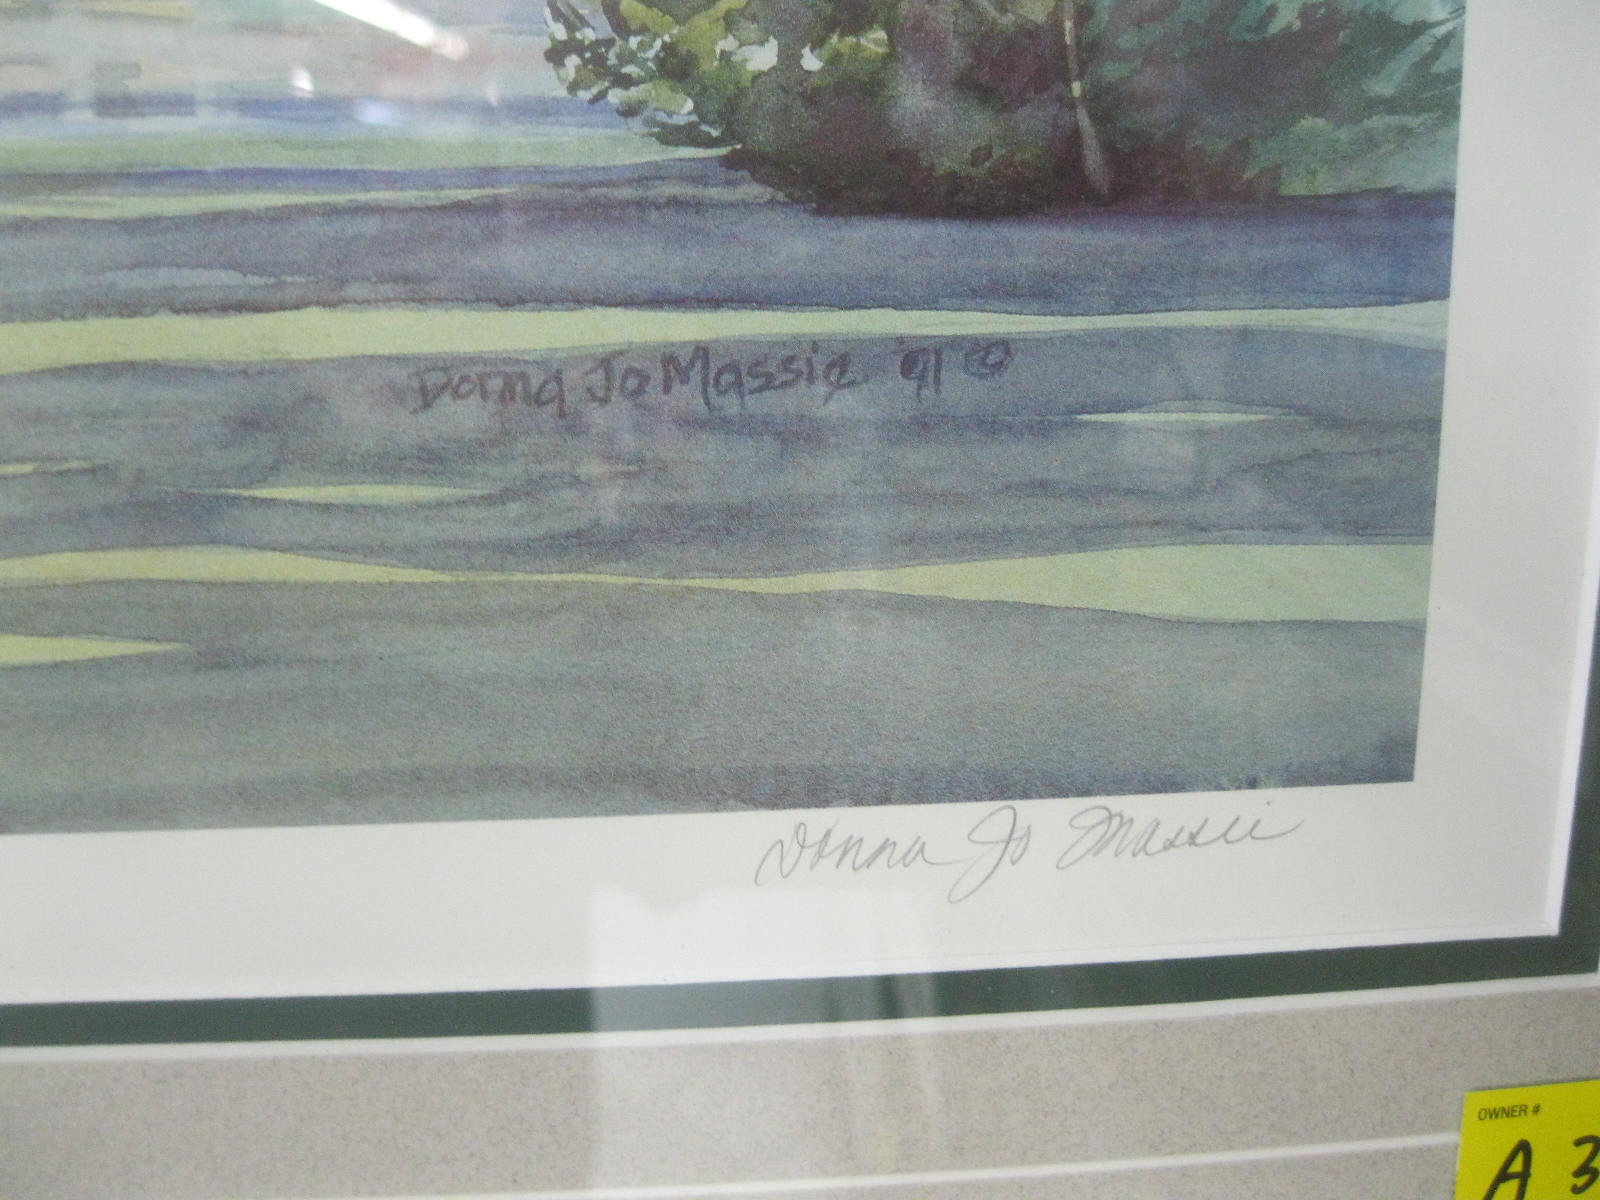 Donna Jo Massie '91 ©
Donna Jo Massie
OWNER #
A 3